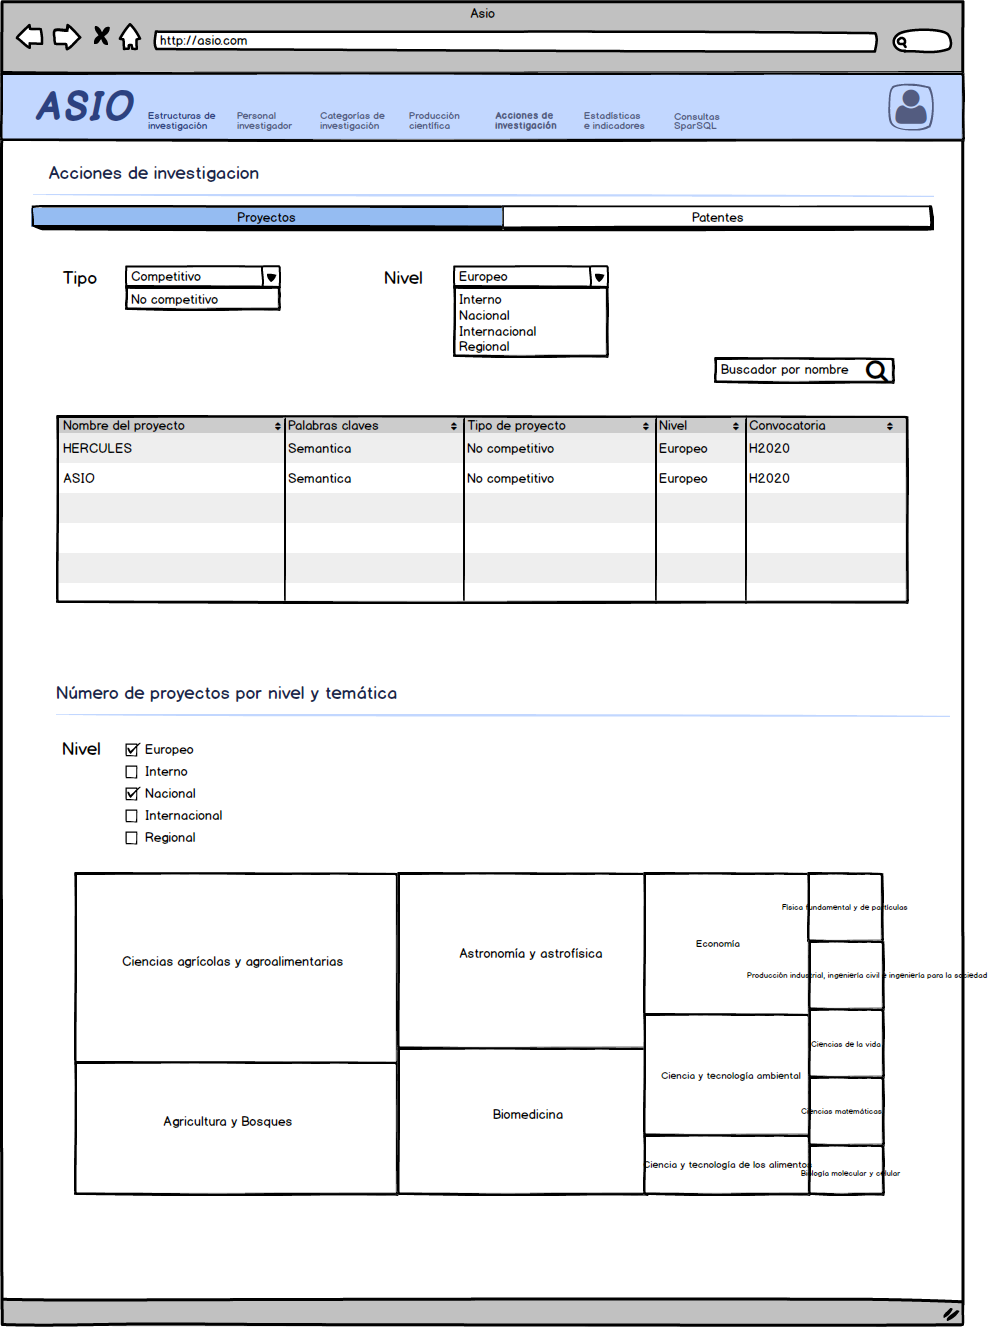 Asio
http://asio.com
ASIO
Estructuras de
investigación
Personal
investigador
Categorías de
investigación
Producción
científica
Acciones de
investigación
Estadísticas
e indicadores
Consultas
SparSQL
Acciones de investigacion
Proyectos
Patentes
Tipo
Competitivo
No competitivo
Nivel
Europeo
Interno
Nacional
Internacional
Regional
Buscador por nombre
Nombre del proyecto Palabras claves Tipo de proyecto Nivel Convocatoria
HERCULES Semantica No competitivo Europeo H2020
ASIO Semantica No competitivo Europeo H2020
Número de proyectos por nivel y temática
Nivel
Europeo
Interno
Nacional
Internacional
Regional
Ciencias agrícolas y agroalimentarias
Agricultura y Bosques
Astronomía y astrofísica
Biomedicina
Economía
Ciencia y tecnología ambiental
Ciencia y tecnología de los alimentos
Física fundamental y de partículas
Producción industrial, ingeniería civil e ingeniería para la sociedad
Ciencias de la vida
Ciencias matemáticas
Biología molecular y celular